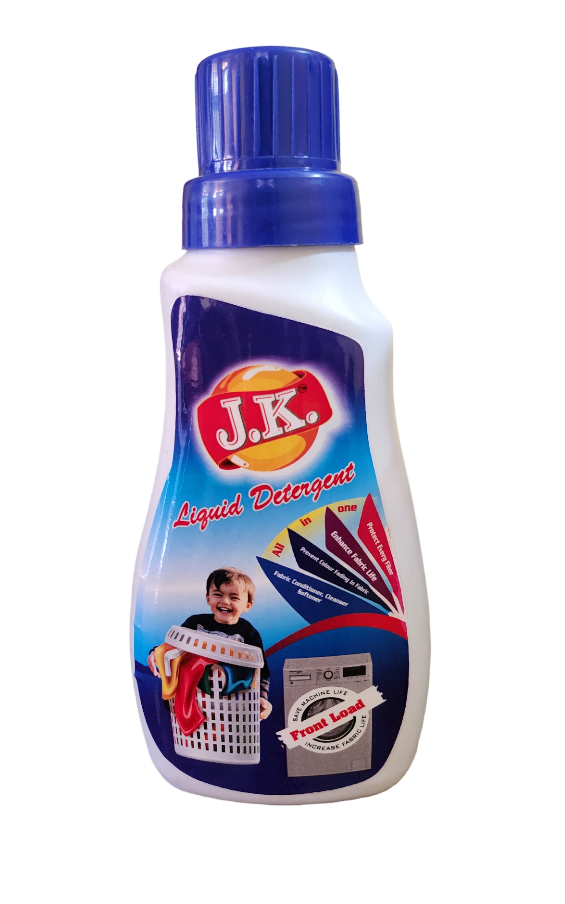 J.K.
TM
Liquid Detergent
All in one
Fabric Conditioner, Cleanser
Softener
Prevent Colour Fading in Fabric
Enhance Fabric Life
Protect Every Fiber
SAVE MACHINE LIFE
Front Load
INCREASE FABRIC LIFE